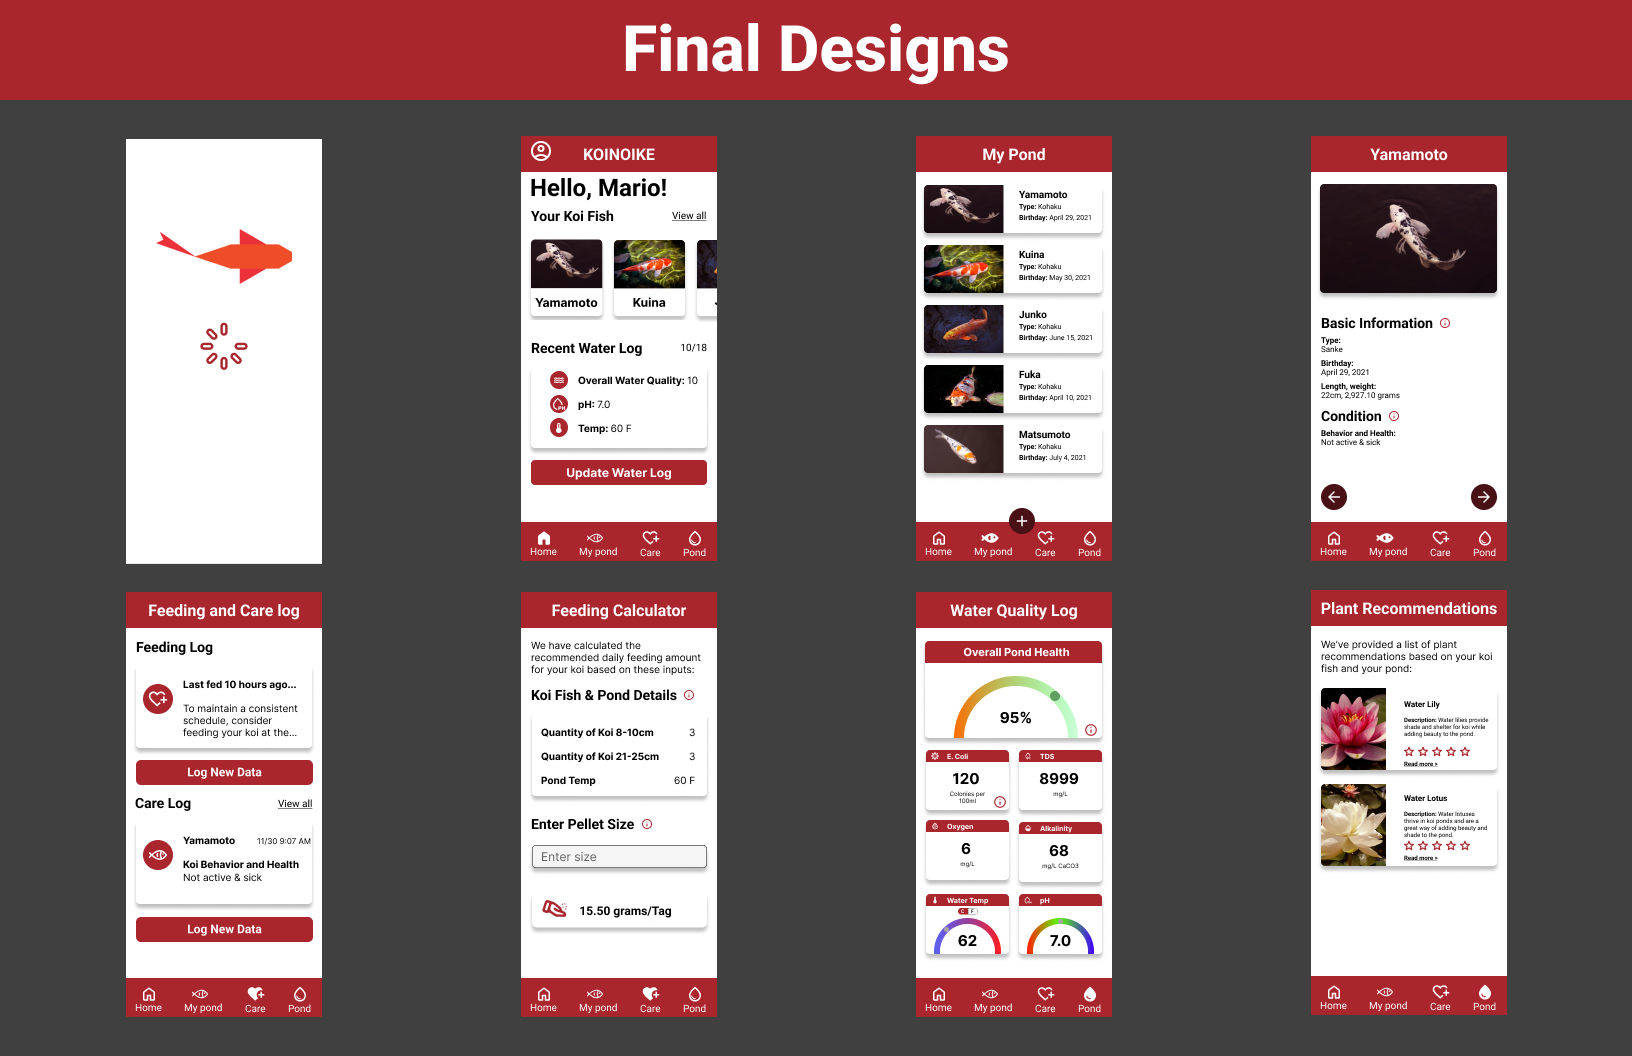 Final Designs
KOINOIKE
Hello, Mario!
Your Koi Fish
View all
Yamamoto
Kuina
Recent Water Log
10/18
Overall Water Quality: 10
pH: 7.0
Temp: 60 F
Update Water Log
Home
My pond
Care
Pond
My Pond
Yamamoto
Type: Kohaku
Birthday: April 29, 2021
Kuina
Type: Kohaku
Birthday: May 30, 2021
Junko
Type: Kohaku
Birthday: June 15, 2021
Fuka
Type: Kohaku
Birthday: April 10, 2021
Matsumoto
Type: Kohaku
Birthday: July 4, 2021
Home
My pond
Care
Pond
Yamamoto
Basic Information
Type:
Sanke
Birthday:
April 29, 2021
Length, weight:
22cm, 2,927.10 grams
Condition
Behavior and Health:
Not active & sick
Home
My pond
Care
Pond
Feeding and Care log
Feeding Log
Last fed 10 hours ago...
To maintain a consistent
schedule, consider
feeding your koi at the...
Log New Data
Care Log
View all
Yamamoto
11/30 9:07 AM
Koi Behavior and Health
Not active & sick
Log New Data
Home
My pond
Care
Pond
Feeding Calculator
We have calculated the
recommended daily feeding amount
for your koi based on these inputs:
Koi Fish & Pond Details
Quantity of Koi 8-10cm 3
Quantity of Koi 21-25cm 3
Pond Temp 60 F
Enter Pellet Size
Enter size
15.50 grams/Tag
Home
My pond
Care
Pond
Water Quality Log
Overall Pond Health
95%
E. Coli
120
Colonies per
100ml
TDS
8999
mg/L
Oxygen
6
mg/L
Alkalinity
68
mg/L CaCO3
Water Temp
C F
62
pH
7.0
Home
My pond
Care
Pond
Plant Recommendations
We've provided a list of plant
recommendations based on your koi
fish and your pond:
Water Lily
Description: Water lilies provide
shade and shelter for koi while
adding beauty to the pond.
Read more >
Water Lotus
Description: Water lotuses
thrive in koi ponds and are a
great way of adding beauty and
shade to the pond.
Read more >
Home
My pond
Care
Pond